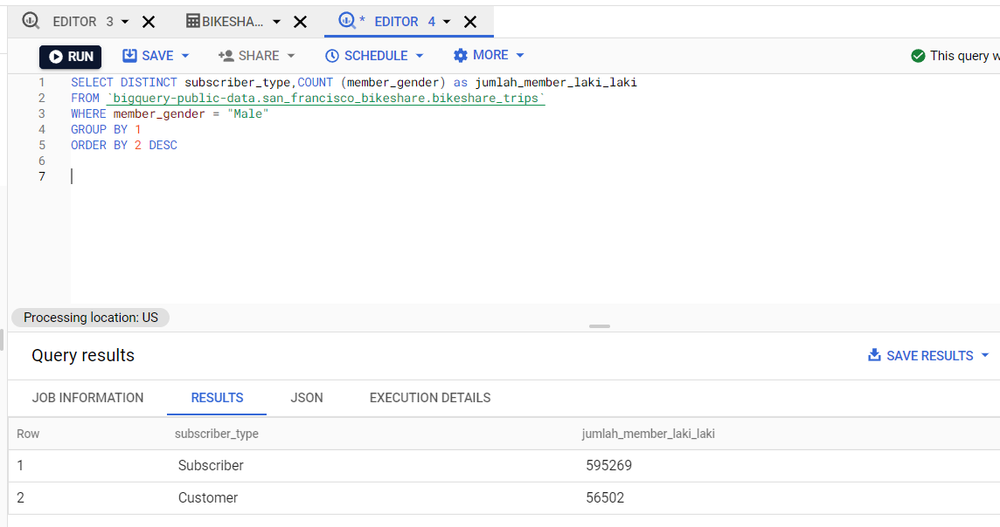 EDITOR 3 BIKESHA... * EDITOR 4
RUN SAVE SHARE SCHEDULE MORE This query w
1 SELECT DISTINCT subscriber_type,COUNT (member_gender) as jumlah_member_laki_laki
2 FROM `bigquery-public-data.san_francisco_bikeshare.bikeshare_trips`
3 WHERE member_gender = "Male"
4 GROUP BY 1
5 ORDER BY 2 DESC
6
7
Processing location: US
Query results SAVE RESULTS
JOB INFORMATION RESULTS JSON EXECUTION DETAILS
Row subscriber_type jumlah_member_laki_laki
1 Subscriber 595269
2 Customer 56502